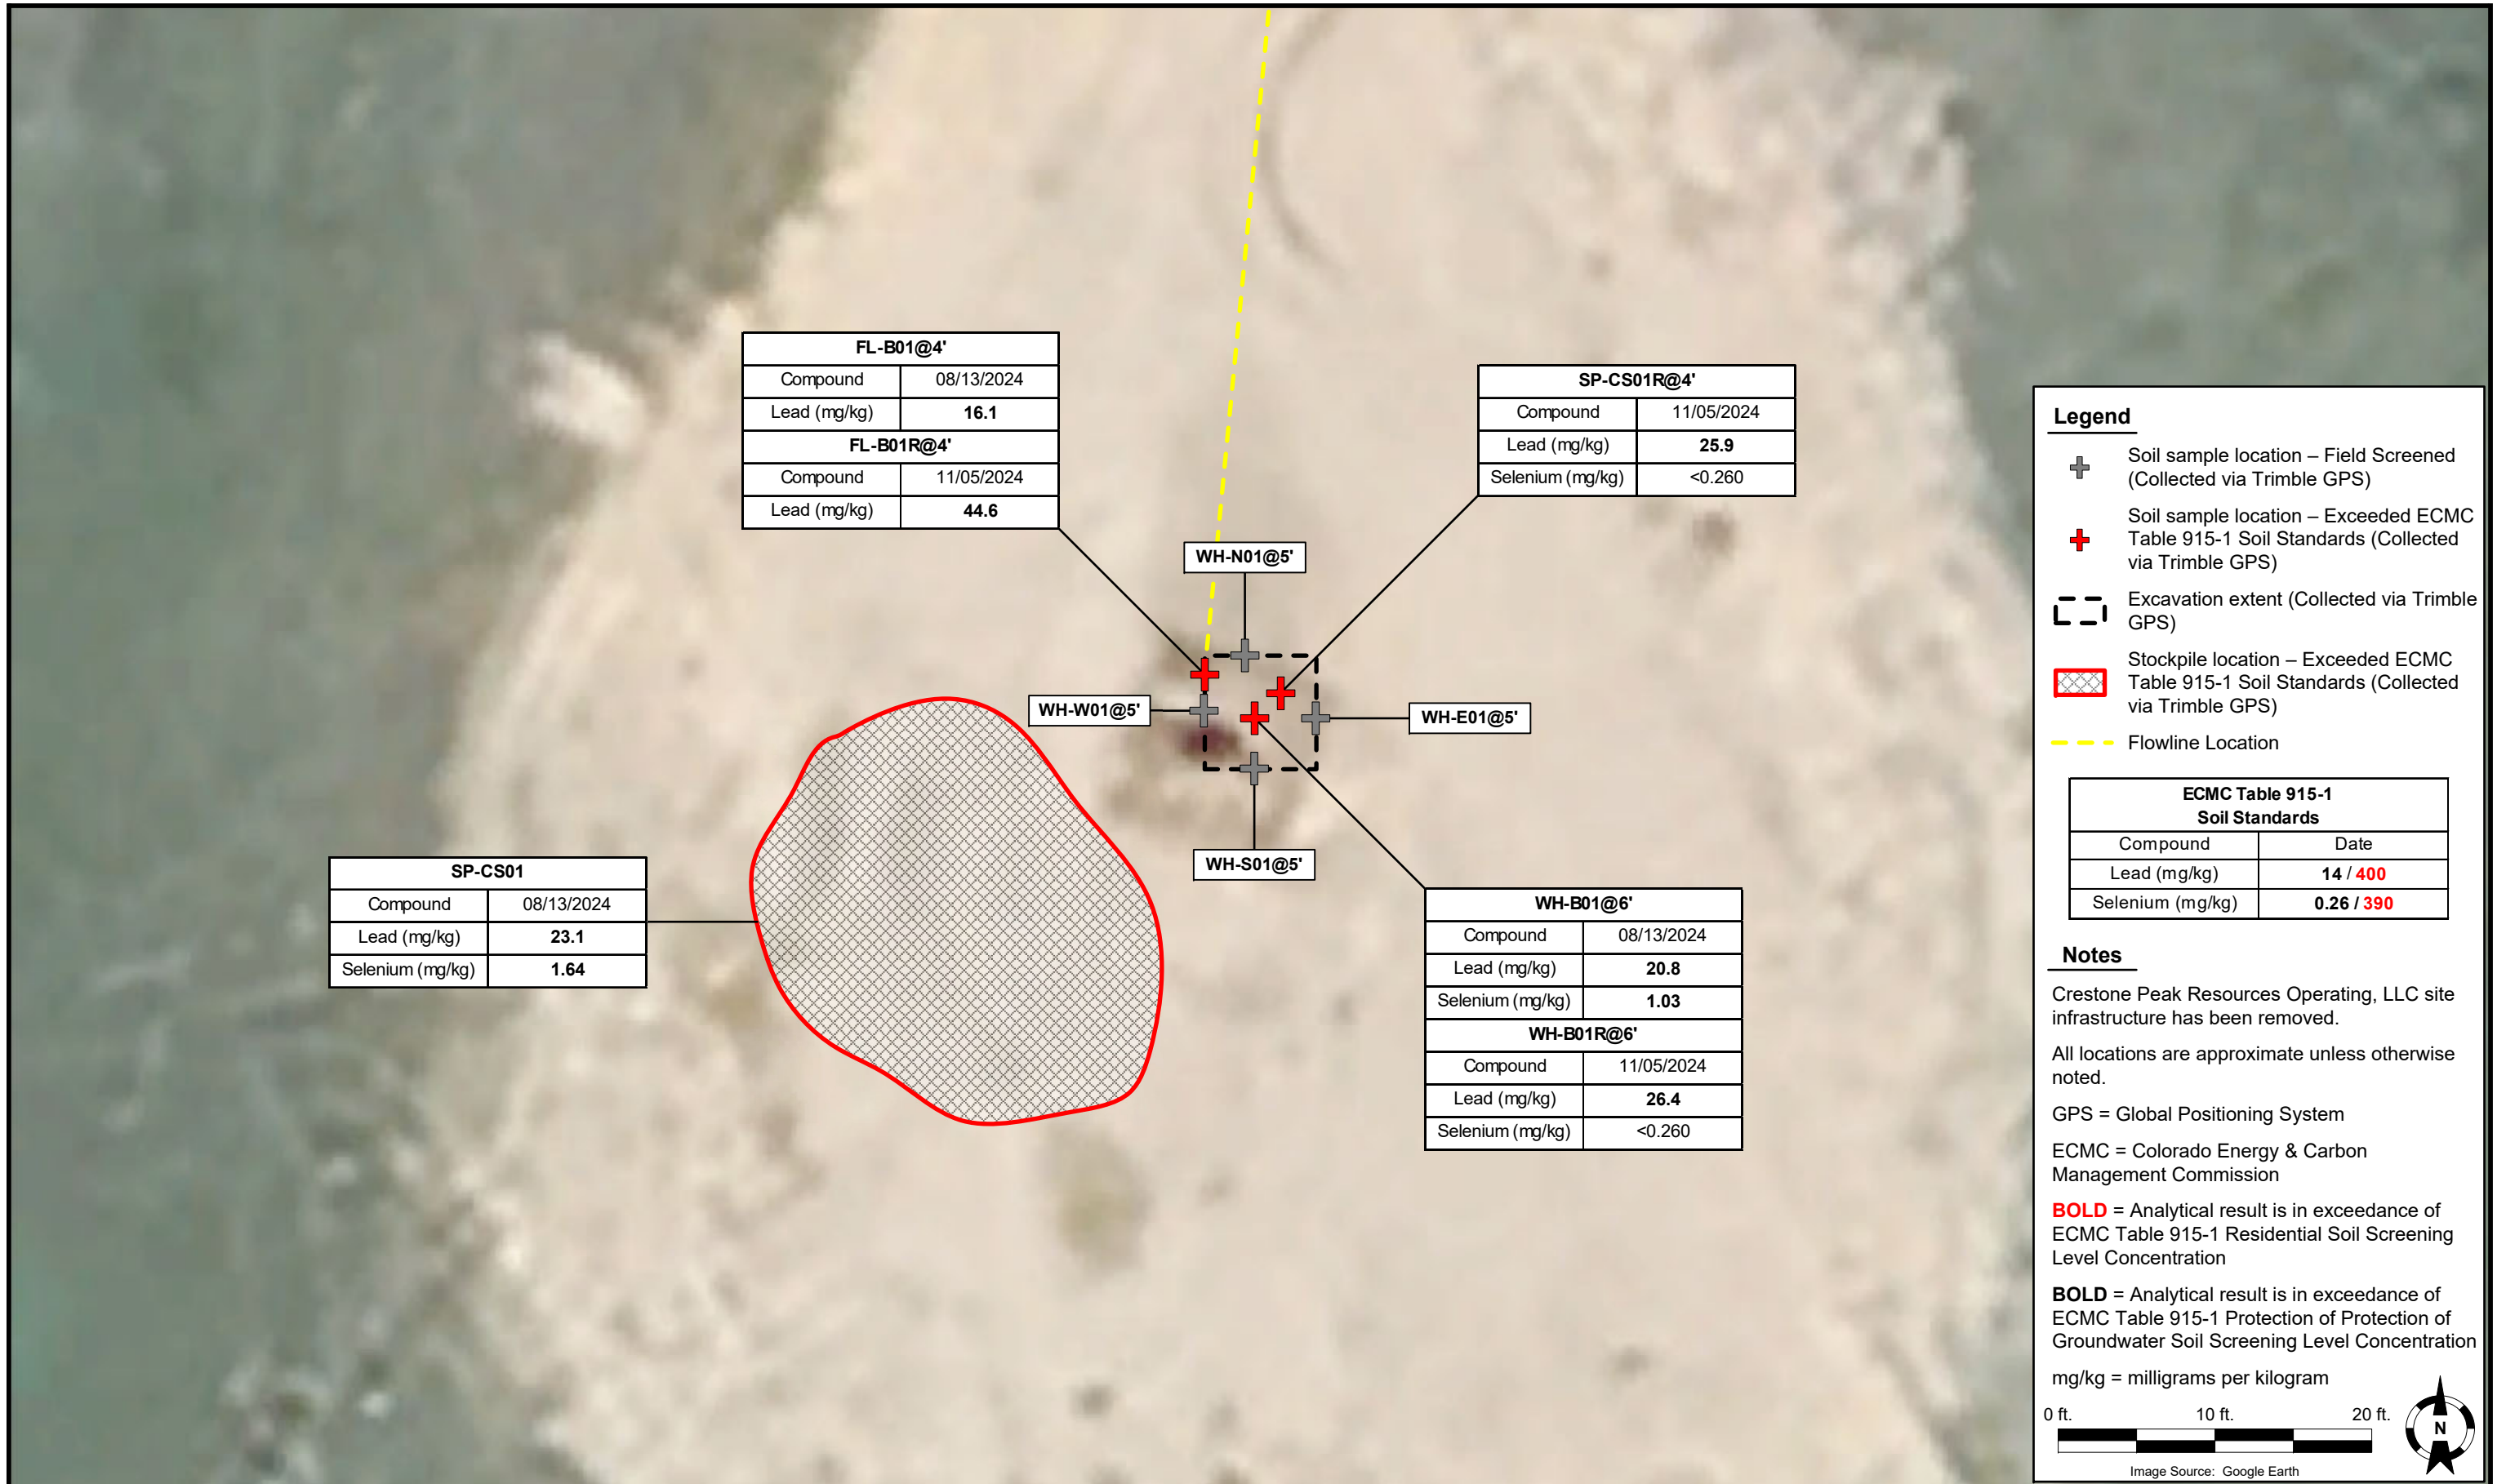 FL-B01@4'
Compound 08/13/2024
Lead (mg/kg) 16.1
FL-B01R@4'
Compound 11/05/2024
Lead (mg/kg) 44.6
SP-CS01R@4'
Compound 11/05/2024
Lead (mg/kg) 25.9
Selenium (mg/kg) <0.260
WH-N01@5'
WH-W01@5'
WH-E01@5'
WH-S01@5'
SP-CS01
Compound 08/13/2024
Lead (mg/kg) 23.1
Selenium (mg/kg) 1.64
WH-B01@6'
Compound 08/13/2024
Lead (mg/kg) 20.8
Selenium (mg/kg) 1.03
WH-B01R@6'
Compound 11/05/2024
Lead (mg/kg) 26.4
Selenium (mg/kg) <0.260
Legend
Soil sample location – Field Screened
(Collected via Trimble GPS)
Soil sample location – Exceeded ECMC
Table 915-1 Soil Standards (Collected
via Trimble GPS)
Excavation extent (Collected via Trimble
GPS)
Stockpile location – Exceeded ECMC
Table 915-1 Soil Standards (Collected
via Trimble GPS)
Flowline Location
ECMC Table 915-1
Soil Standards
Compound Date
Lead (mg/kg) 14 / 400
Selenium (mg/kg) 0.26 / 390
Notes
Crestone Peak Resources Operating, LLC site
infrastructure has been removed.
All locations are approximate unless otherwise
noted.
GPS = Global Positioning System
ECMC = Colorado Energy & Carbon
Management Commission
BOLD = Analytical result is in exceedance of
ECMC Table 915-1 Residential Soil Screening
Level Concentration
BOLD = Analytical result is in exceedance of
ECMC Table 915-1 Protection of Protection of
Groundwater Soil Screening Level Concentration
mg/kg = milligrams per kilogram
0 ft. 10 ft. 20 ft.
N
Image Source: Google Earth